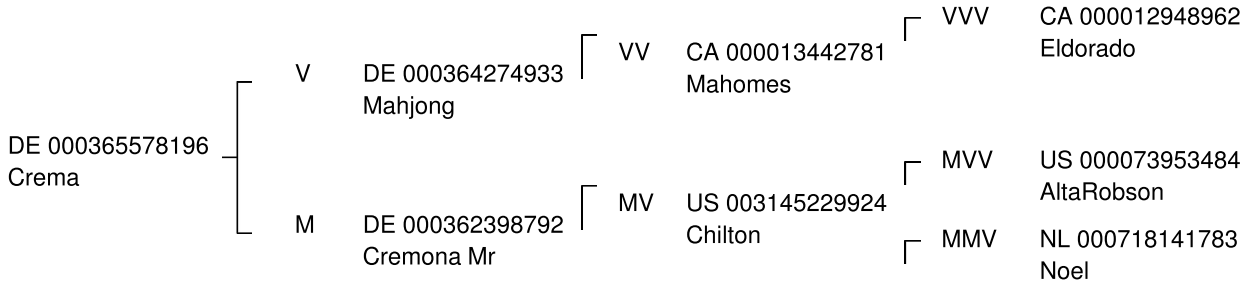 VVV CA 000012948962
Eldorado
VV CA 000013442781
Mahomes
V DE 000364274933
Mahjong
DE 000365578196
Crema
MVV US 000073953484
AltaRobson
MV US 003145229924
Chilton
M DE 000362398792
Cremona Mr
MMV NL 000718141783
Noel